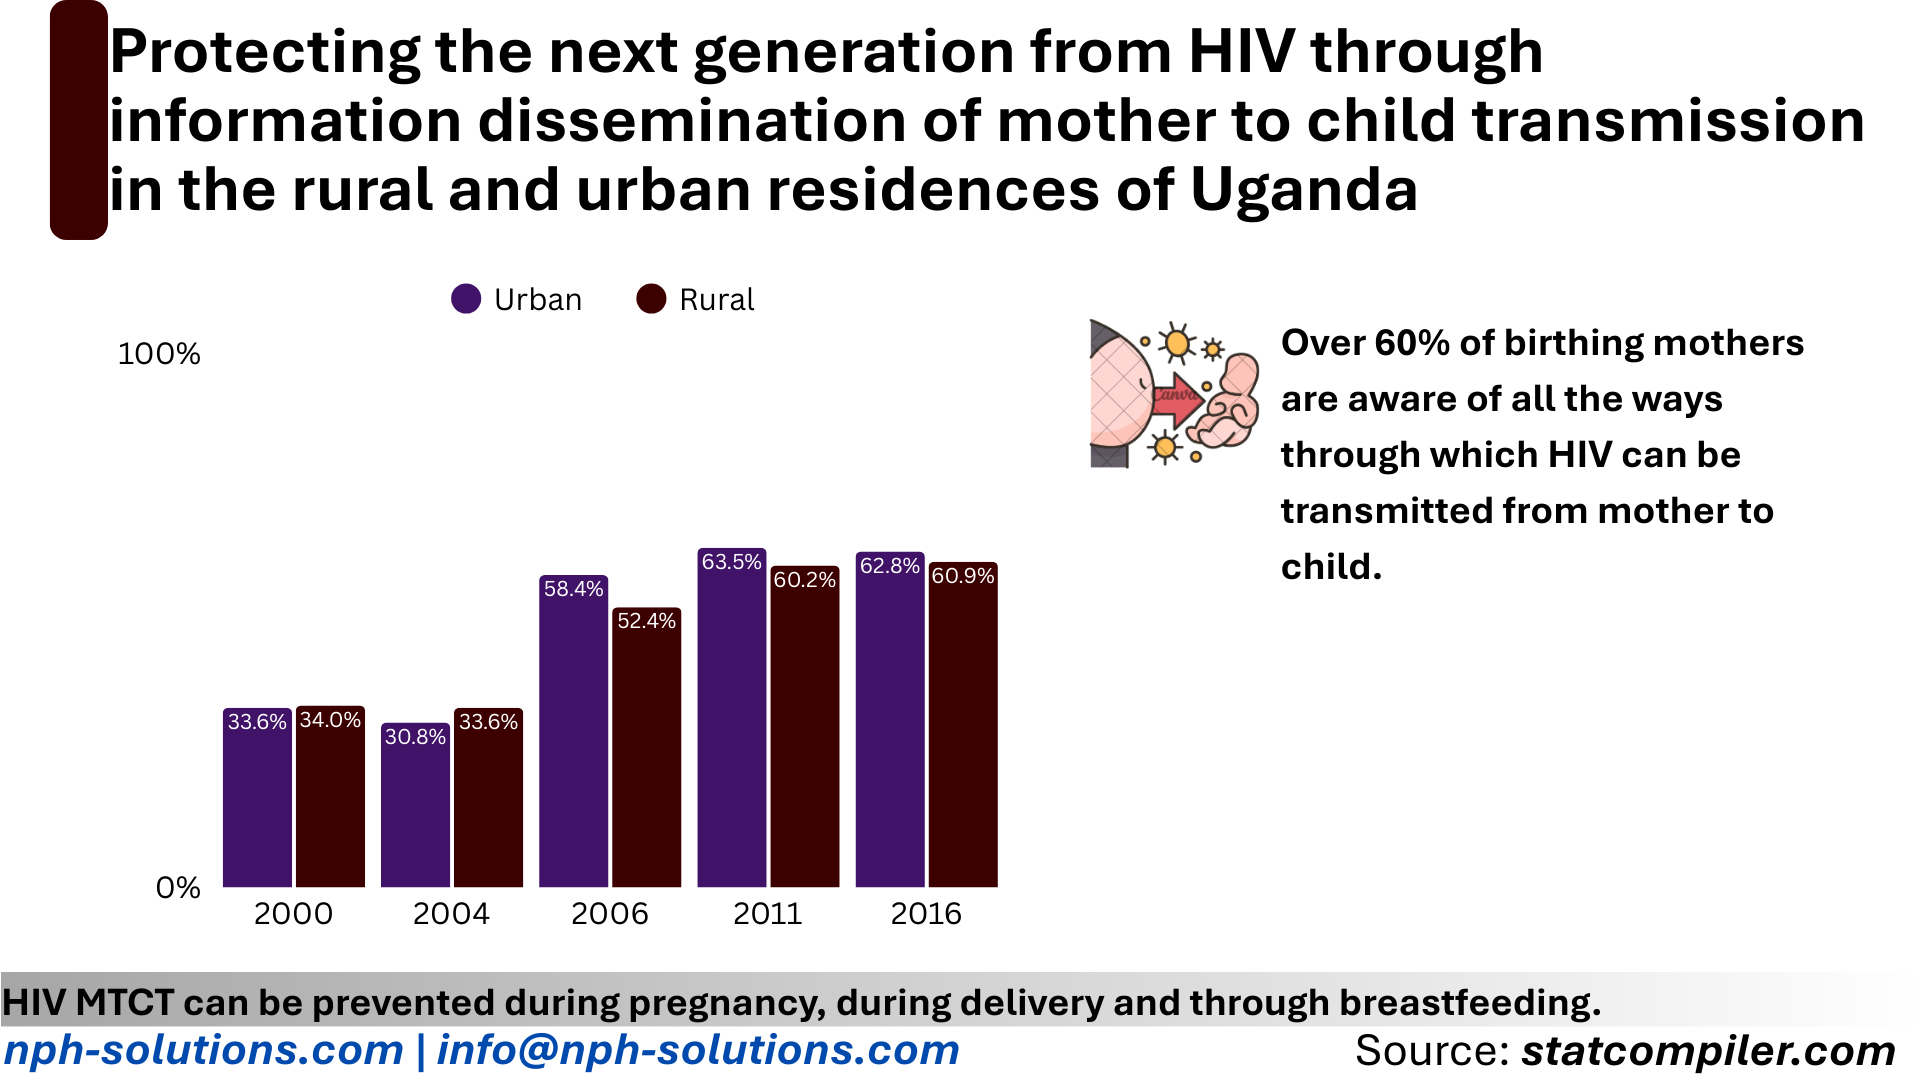 Protecting the next generation from HIV through
information dissemination of mother to child transmission
in the rural and urban residences of Uganda
Urban
Rural
100%
0%
33.6%
34.0%
30.8%
33.6%
58.4%
52.4%
63.5%
60.2%
62.8%
60.9%
2000
2004
2006
2011
2016
Canva
Over 60% of birthing mothers
are aware of all the ways
through which HIV can be
transmitted from mother to
child.
HIV MTCT can be prevented during pregnancy, during delivery and through breastfeeding.
nph-solutions.com | info@nph-solutions.com
Source: statcompiler.com